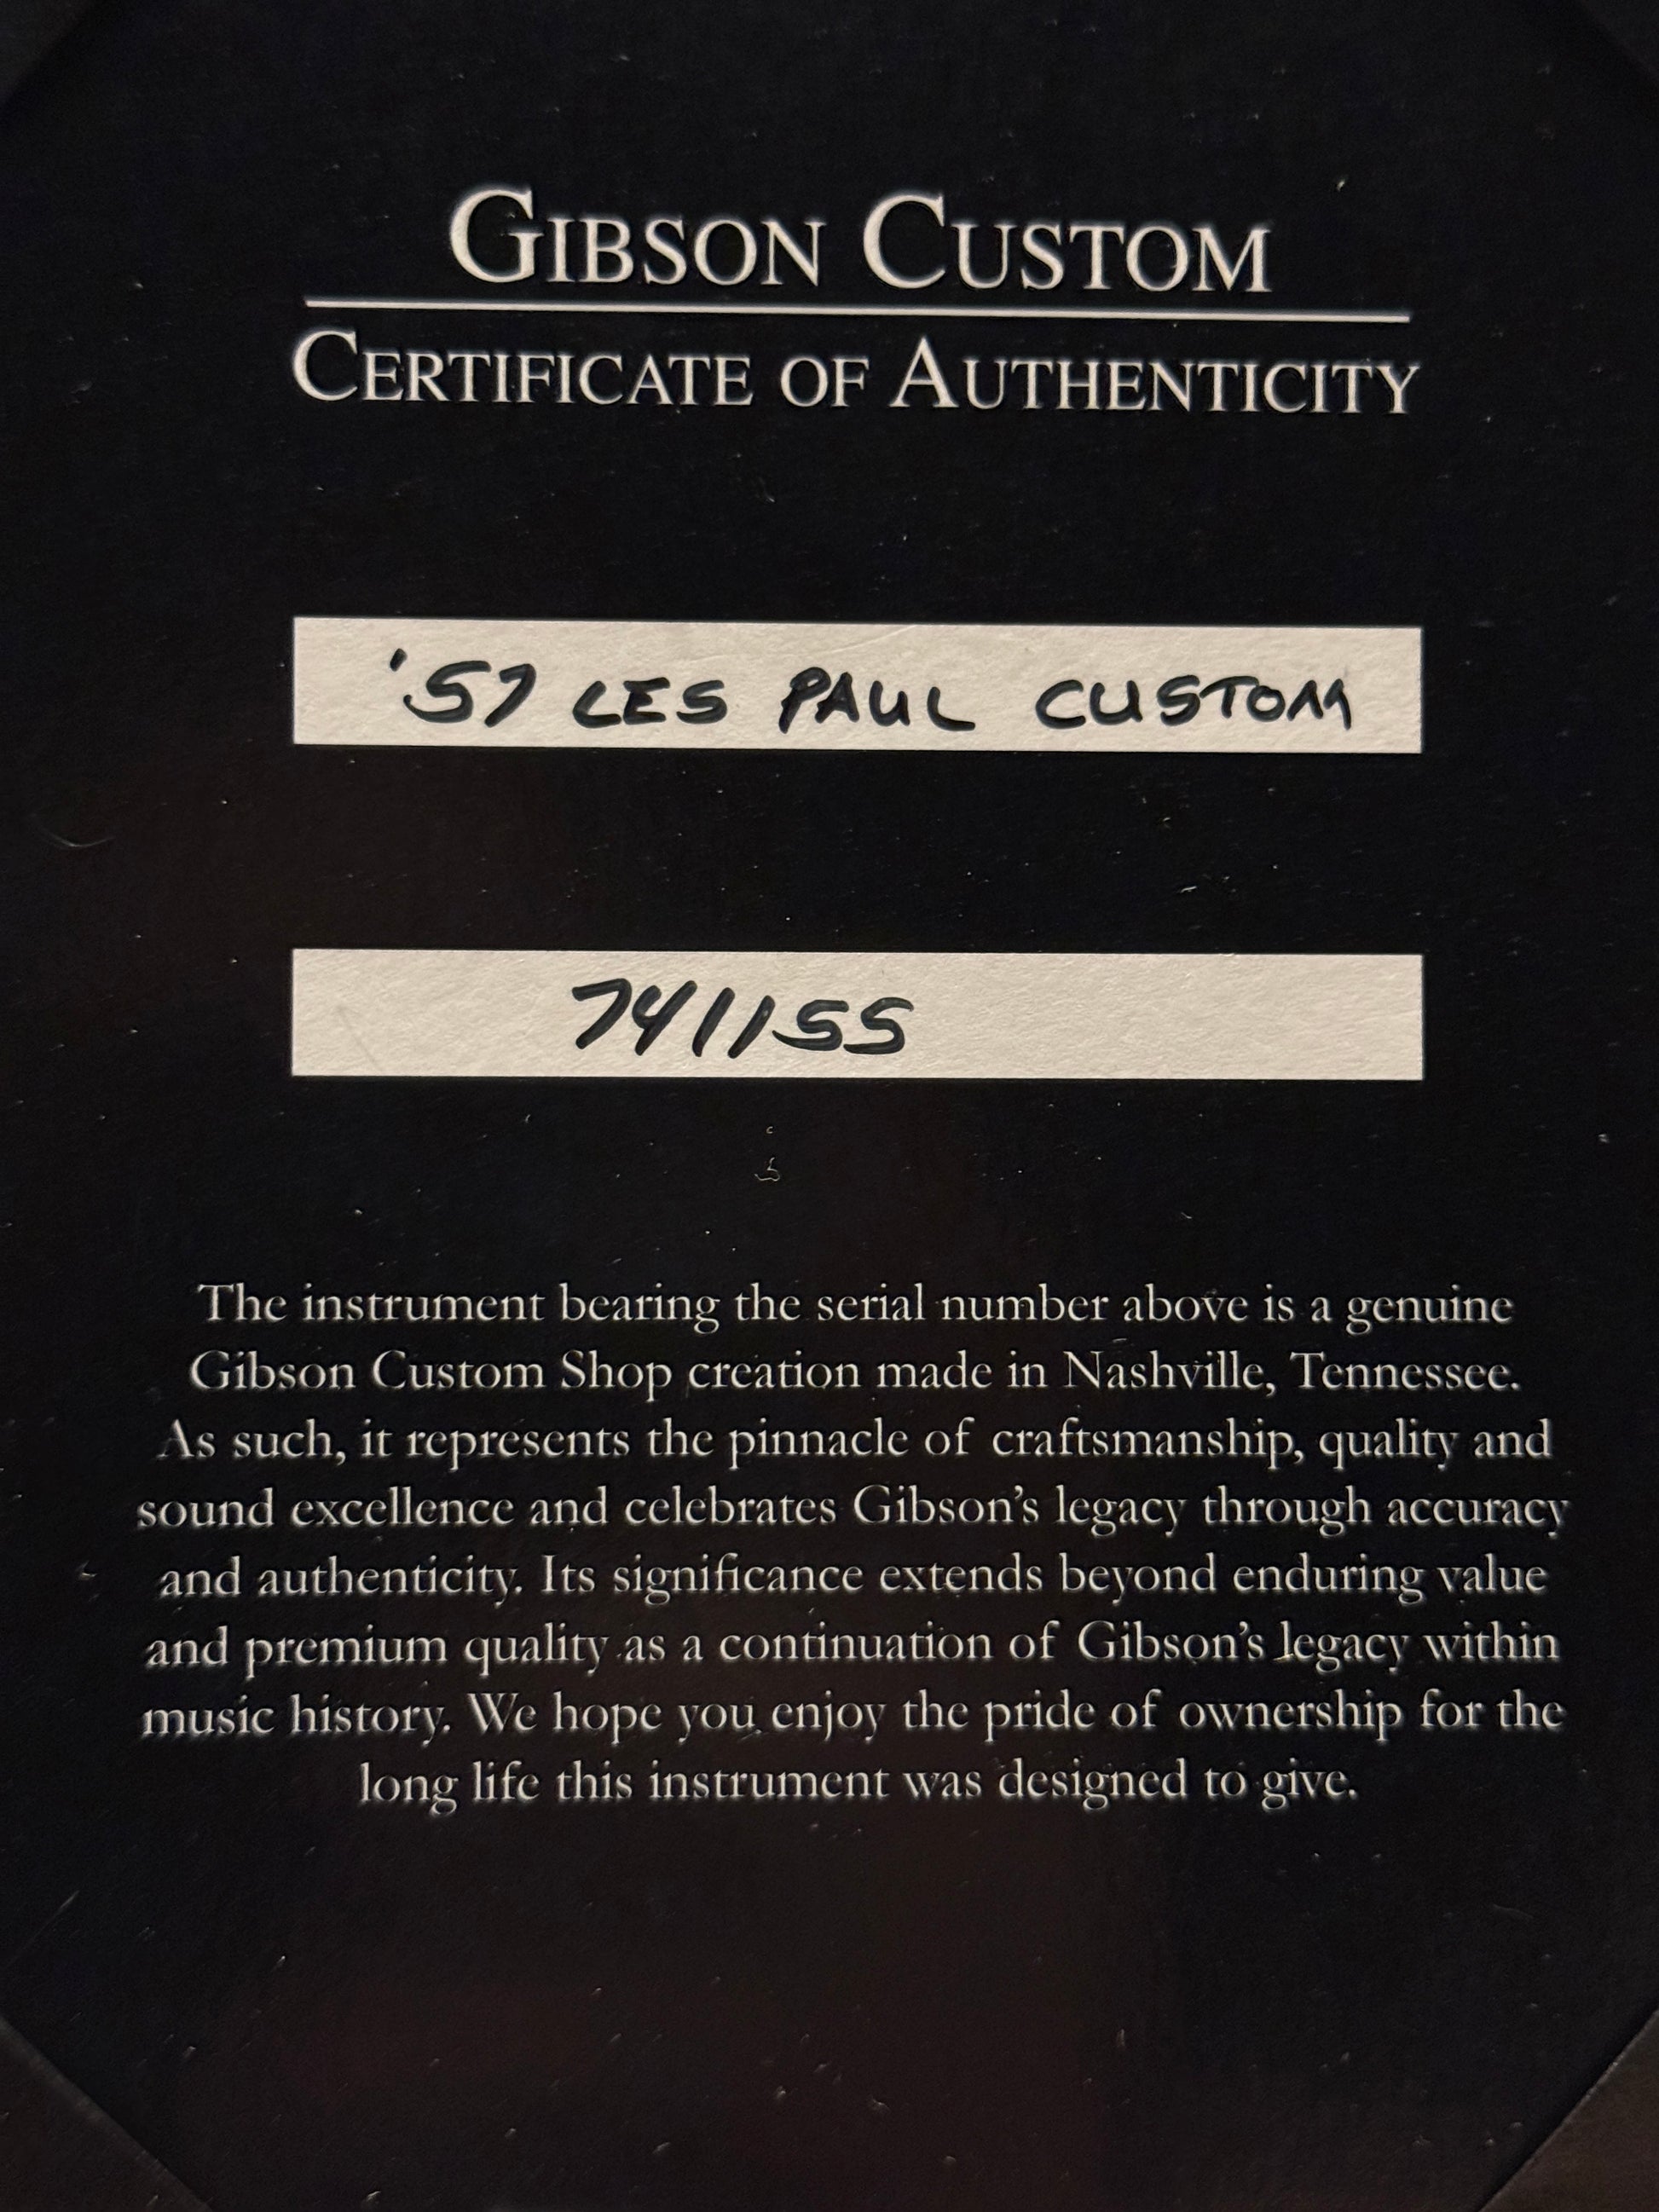 GIBSON CUSTOM
CERTIFICATE OF AUTHENTICITY
'57 LES PAUL CUSTOM
741155
The instrument bearing the serial number above is a genuine
Gibson Custom Shop creation made in Nashville, Tennessee.
As such, it represents the pinnacle of craftsmanship, quality and
sound excellence and celebrates Gibson’s legacy through accuracy
and authenticity. Its significance extends beyond enduring value
and premium quality as a continuation of Gibson’s legacy within
music history. We hope you enjoy the pride of ownership for the
long life this instrument was designed to give.